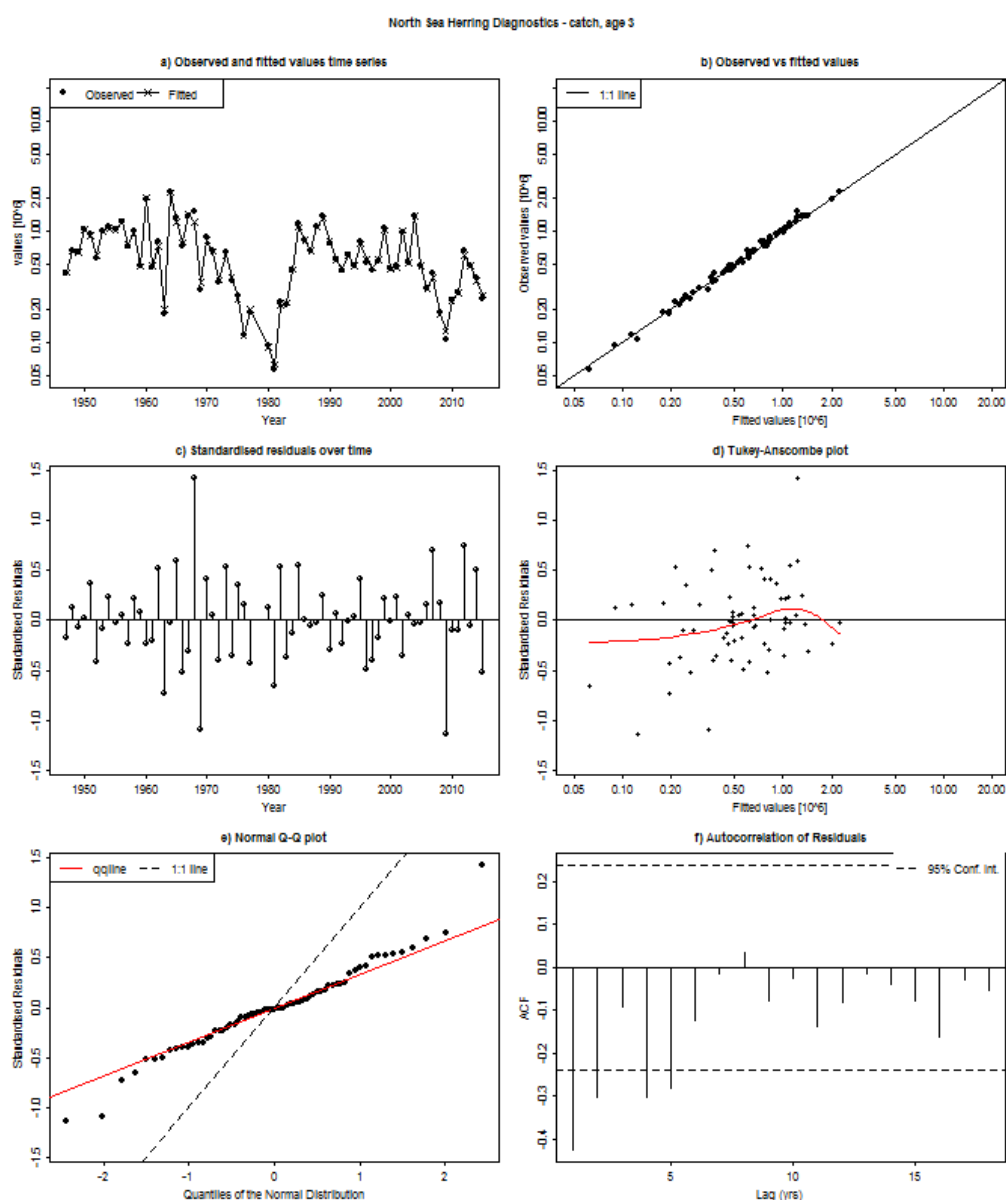 North Sea Herring Diagnostics - catch, age 3
a) Observed and fitted values time series
Observed Fitted
values [10^6]
0.05 0.10 0.20 0.50 1.00 2.00 5.00 10.00
1950 1960 1970 1980 1990 2000 2010
Year
b) Observed vs fitted values
1:1 line
Observed values [10^6]
0.05 0.10 0.20 0.50 1.00 2.00 5.00 10.00
0.05 0.10 0.20 0.50 1.00 2.00 5.00 10.00 20.00
Fitted values [10^6]
c) Standardised residuals over time
Standardised Residuals
-1.5 -1.0 -0.5 0.0 0.5 1.0 1.5
1950 1960 1970 1980 1990 2000 2010
Year
d) Tukey-Anscombe plot
Standardised Residuals
-1.5 -1.0 -0.5 0.0 0.5 1.0 1.5
0.05 0.10 0.20 0.50 1.00 2.00 5.00 10.00 20.00
Fitted values [10^6]
e) Normal Q-Q plot
qqline 1:1 line
Standardised Residuals
-1.5 -1.0 -0.5 0.0 0.5 1.0 1.5
-2 -1 0 1 2
Quantiles of the Normal Distribution
f) Autocorrelation of Residuals
95% Conf. Int.
ACF
-0.4 -0.3 -0.2 -0.1 0.0 0.1 0.2
5 10 15
Lag (yrs)